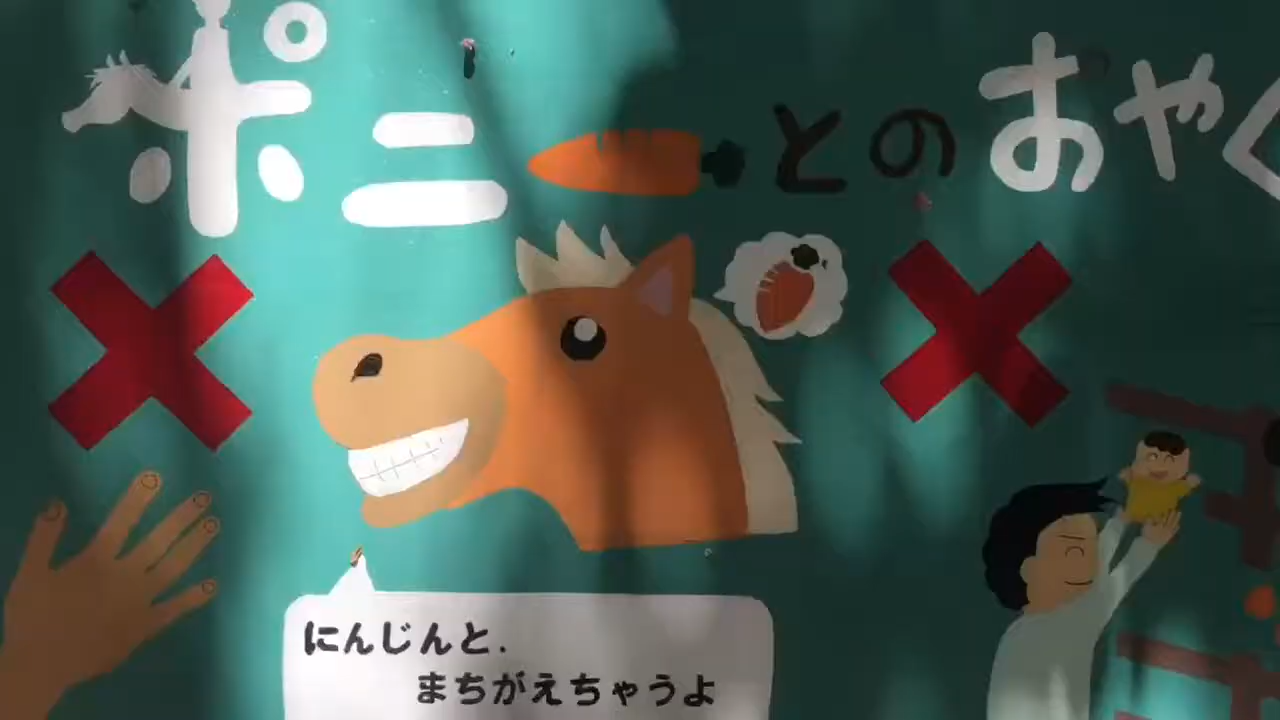 ポニーとのおやく
にんじんと.
まちがえちゃうよ